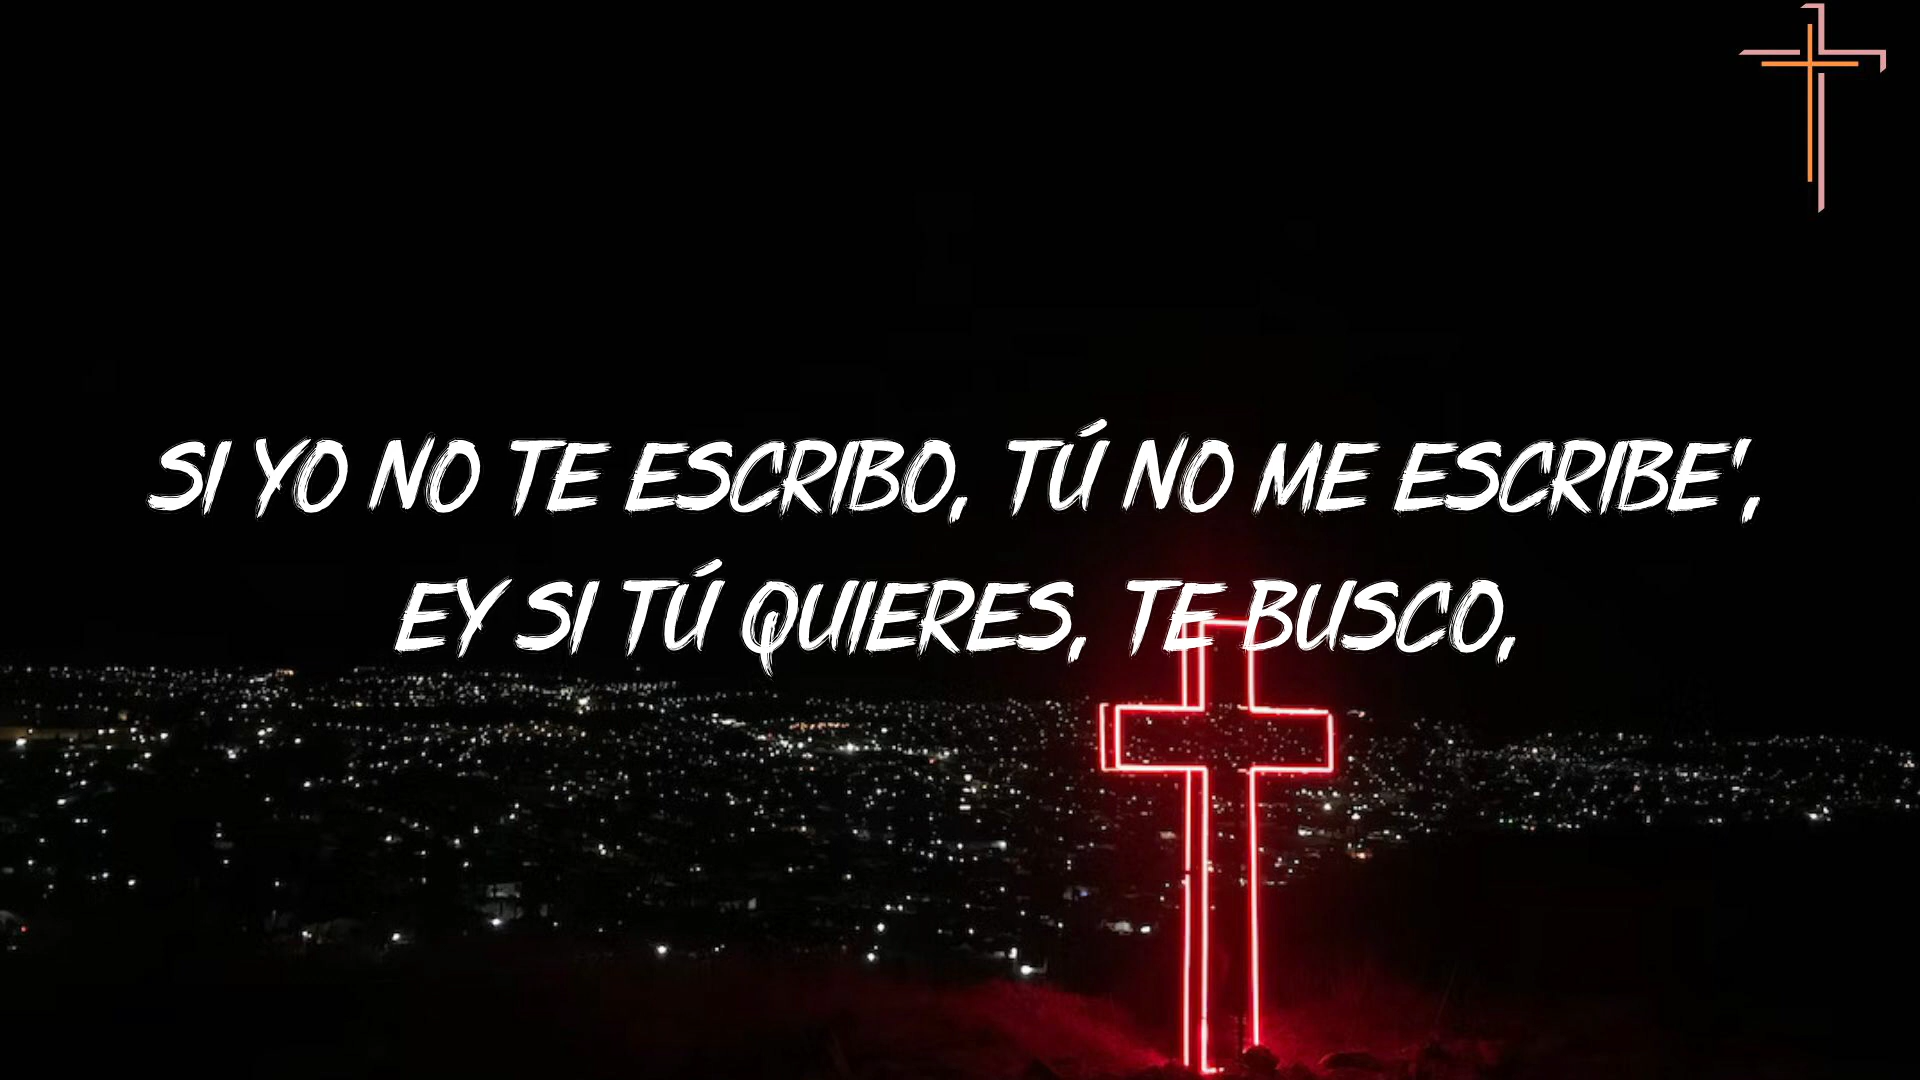 SI YO NO TE ESCRIBO, TÚ NO ME ESCRIBE',
EY SI TÚ QUIERES, TE BUSCO,